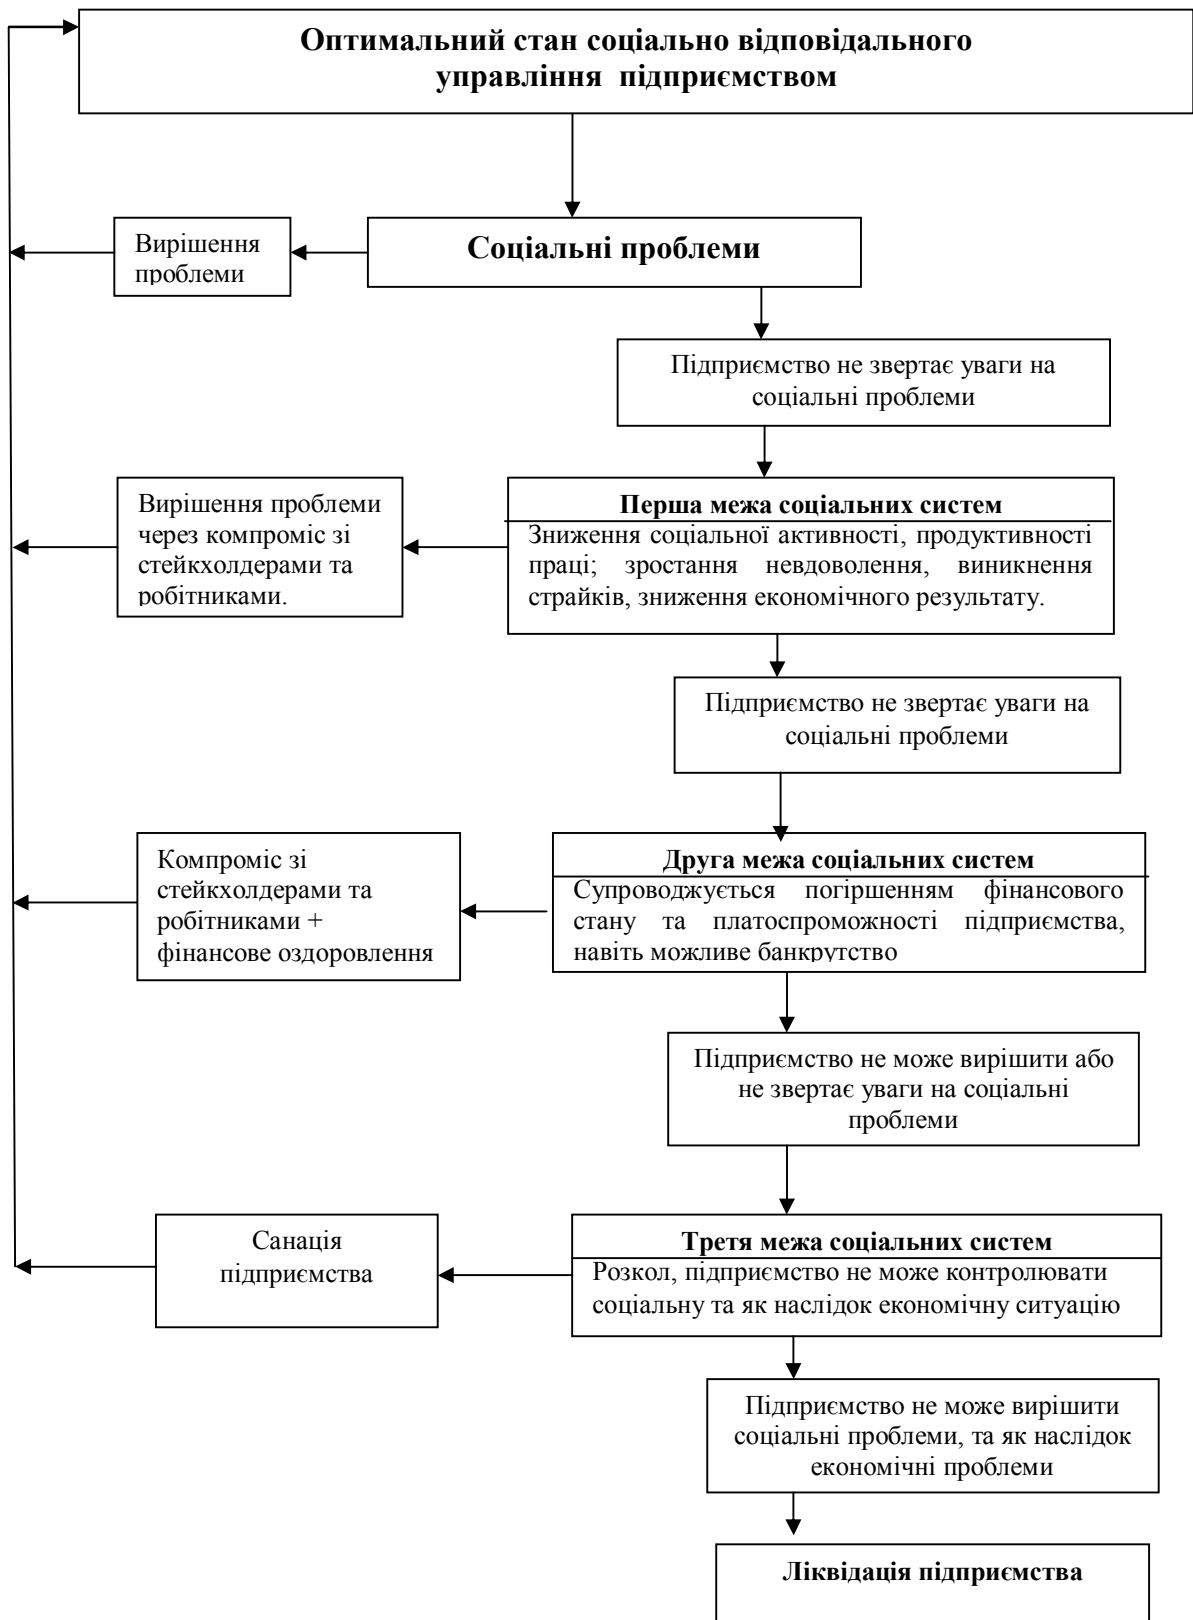 Оптимальний стан соціально відповідального
управління підприємством
Вирішення
проблеми
Соціальні проблеми
Підприємство не звертає уваги на
соціальні проблеми
Вирішення проблеми
через компроміс зі
стейкхолдерами та
робітниками.
Перша межа соціальних систем
Зниження соціальної активності, продуктивності
праці; зростання невдоволення, виникнення
страйків, зниження економічного результату.
Підприємство не звертає уваги на
соціальні проблеми
Компроміс зі
стейкхолдерами та
робітниками +
фінансове оздоровлення
Друга межа соціальних систем
Супроводжується погіршенням фінансового
стану та платоспроможності підприємства,
навіть можливе банкрутство
Підприємство не може вирішити або
не звертає уваги на соціальні
проблеми
Санація
підприємства
Третя межа соціальних систем
Розкол, підприємство не може контролювати
соціальну та як наслідок економічну ситуацію
Підприємство не може вирішити
соціальні проблеми, та як наслідок
економічні проблеми
Ліквідація підприємства